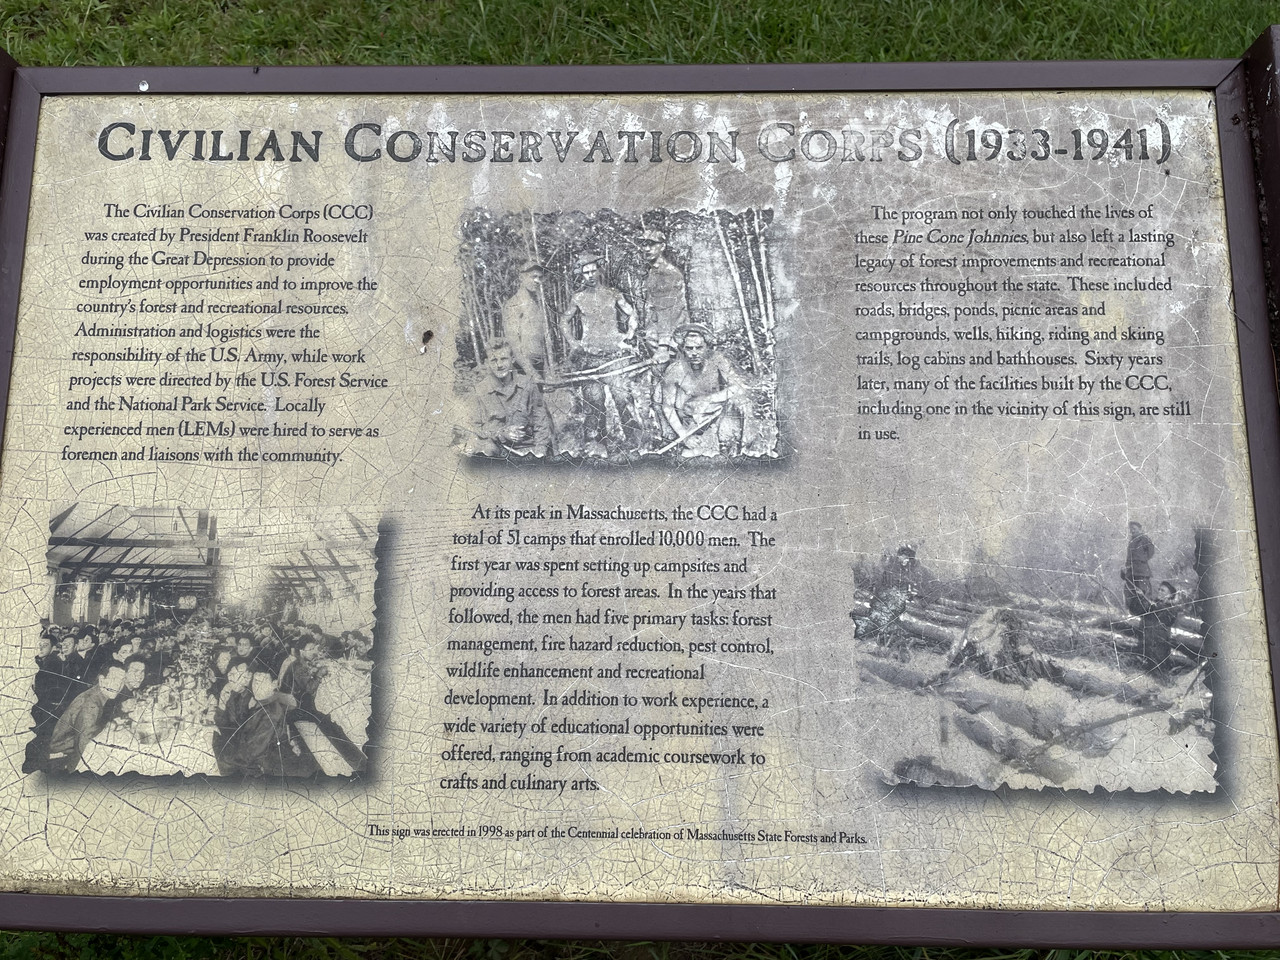 CIVILIAN CONSERVATION CORPS (1933-1941)
The Civilian Conservation Corps (CCC)
was created by President Franklin Roosevelt
during the Great Depression to provide
employment opportunities and to improve the
country's forest and recreational resources.
Administration and logistics were the
responsibility of the U.S. Army, while work
projects were directed by the U.S. Forest Service
and the National Park Service. Locally
experienced men (LEMs) were hired to serve as
foremen and liaisons with the community.
At its peak in Massachusetts, the CCC had a
total of 51 camps that enrolled 10,000 men. The
first year was spent setting up campsites and
providing access to forest areas. In the years that
followed, the men had five primary tasks: forest
management, fire hazard reduction, pest control,
wildlife enhancement and recreational
development. In addition to work experience, a
wide variety of educational opportunities were
offered, ranging from academic coursework to
crafts and culinary arts.
The program not only touched the lives of
these Pine Cone Johnnies, but also left a lasting
legacy of forest improvements and recreational
resources throughout the state. These included
roads, bridges, ponds, picnic areas and
campgrounds, wells, hiking, riding and skiing
trails, log cabins and bathhouses. Sixty years
later, many of the facilities built by the CCC,
including one in the vicinity of this sign, are still
in use.
This sign was erected in 1998 as part of the Centennial celebration of Massachusetts State Forests and Parks.